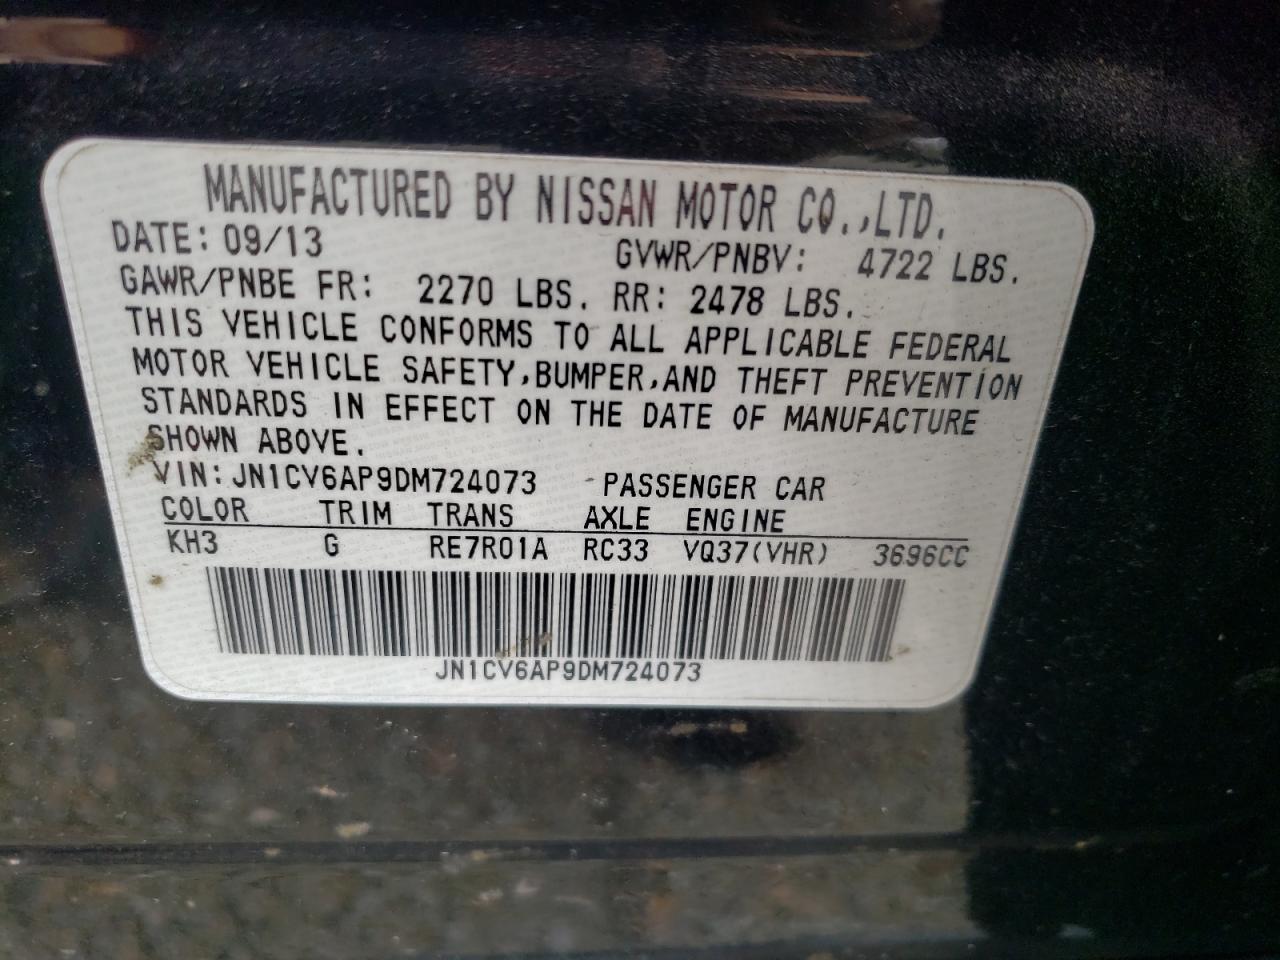 MANUFACTURED BY NISSAN MOTOR CO.,LTD.
DATE: 09/13 GVWR/PNBV: 4722 LBS.
GAWR/PNBE FR: 2270 LBS. RR: 2478 LBS.
THIS VEHICLE CONFORMS TO ALL APPLICABLE FEDERAL
MOTOR VEHICLE SAFETY,BUMPER,AND THEFT PREVENTION
STANDARDS IN EFFECT ON THE DATE OF MANUFACTURE
SHOWN ABOVE.
VIN: JN1CV6AP9DM724073 PASSENGER CAR
COLOR TRIM TRANS AXLE ENGINE
KH3 G RE7R01A RC33 VQ37(VHR) 3696CC
JN1CV6AP9DM724073